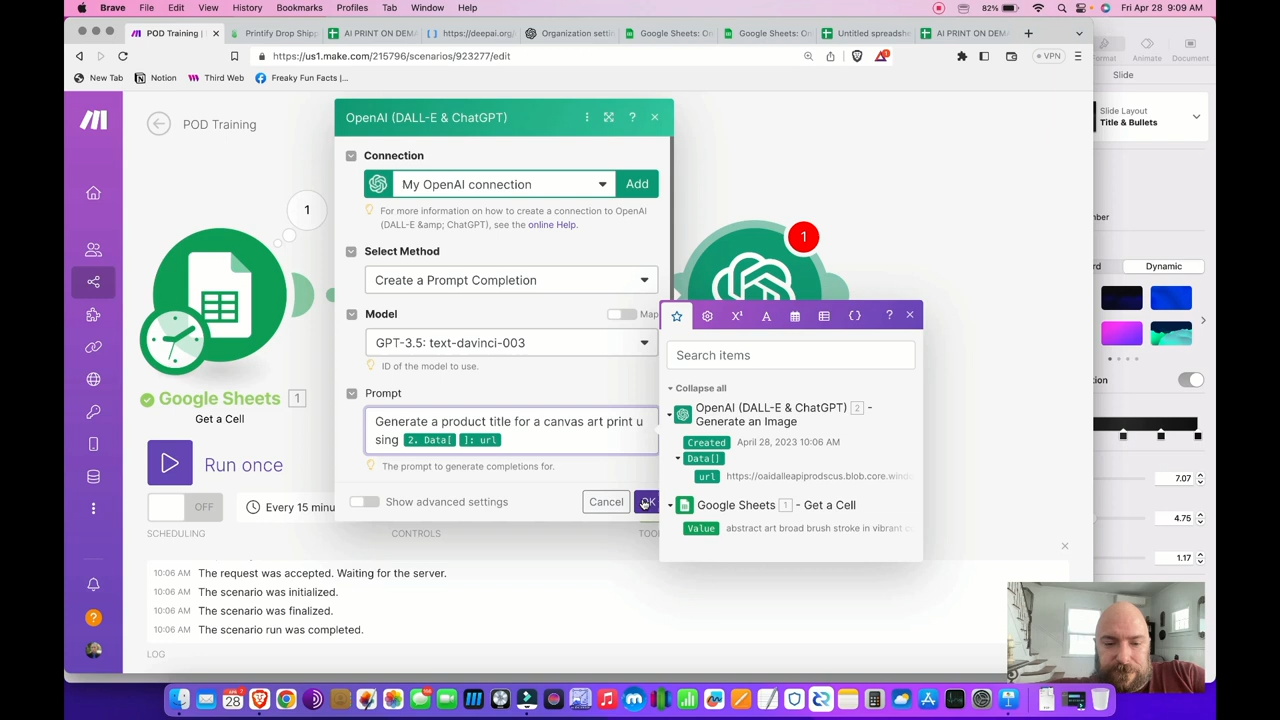 Brave File Edit View History Bookmarks Profiles Tab Window Help 82% Fri Apr 28 9:09 AM
POD Training | Printify Drop Shipp AI PRINT ON DEMA https://deepai.org/ Organization settin Google Sheets: On Google Sheets: On Untitled spreadshe AI PRINT ON DEM
https://us1.make.com/215796/scenarios/923277/edit VPN
New Tab Notion Third Web Freaky Fun Facts |...
Format Animate Document
Slide
Slide Layout
Title & Bullets
POD Training
OpenAI (DALL-E & ChatGPT)
Connection
My OpenAI connection Add
For more information on how to create a connection to OpenAI
(DALL-E &amp; ChatGPT), see the online Help.
Select Method
Create a Prompt Completion
Model Map
GPT-3.5: text-davinci-003
ID of the model to use.
Prompt
Generate a product title for a canvas art print u
sing 2. Data[ ]: url
The prompt to generate completions for.
Show advanced settings Cancel OK
1
Google Sheets 1
Get a Cell
Run once
OFF Every 15 minu
SCHEDULING CONTROLS TOO
1
Search items
Collapse all
OpenAI (DALL-E & ChatGPT) 2 -
Generate an Image
Created April 28, 2023 10:06 AM
Data[]
url https://oaidalleapiprodscus.blob.core.windo
Google Sheets 1 - Get a Cell
Value abstract art broad brush stroke in vibrant c
10:06 AM The request was accepted. Waiting for the server.
10:06 AM The scenario was initialized.
10:06 AM The scenario was finalized.
10:06 AM The scenario run was completed.
LOG
mber
rd Dynamic
ion
7.07
4.75
1.17